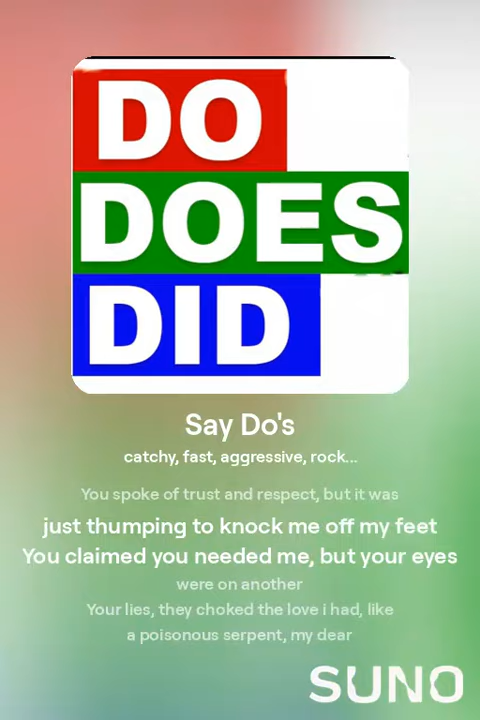 DO
DOES
DID
Say Do's
catchy, fast, aggressive, rock...
You spoke of trust and respect, but it was
just thumping to knock me off my feet
You claimed you needed me, but your eyes
were on another
Your lies, they choked the love i had, like
a poisonous serpent, my dear
SUNO